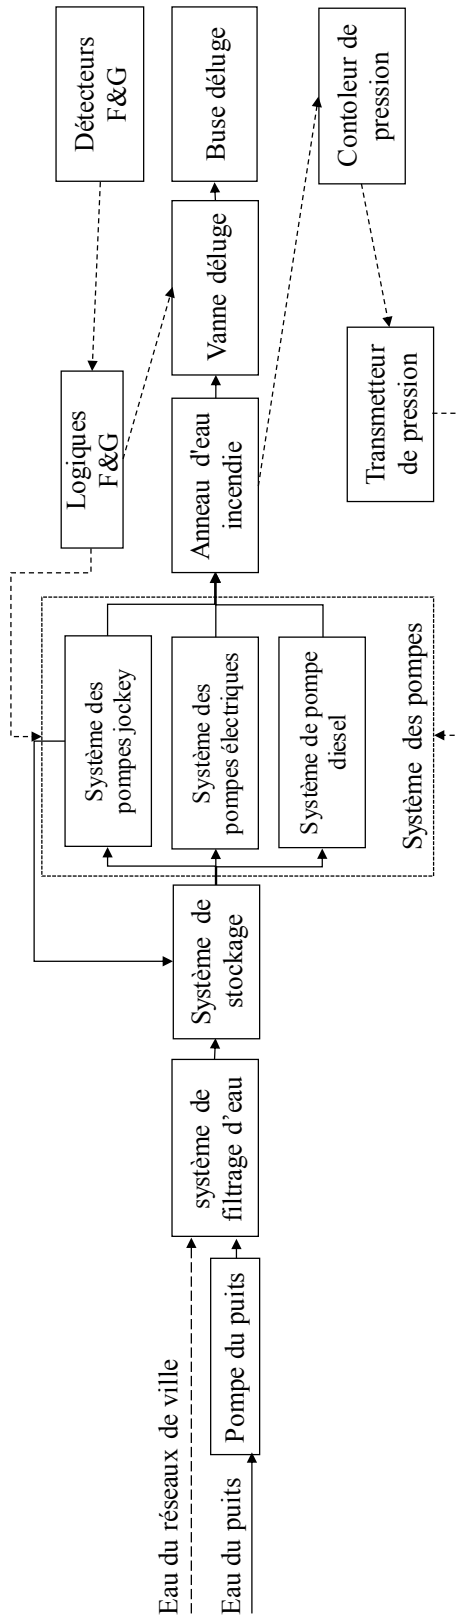 Eau du réseaux de ville
Eau du puits
Pompe du puits
système de
filtrage d'eau
Système de
stockage
Système des
pompes jockey
Système des
pompes électriques
Système de pompe
diesel
Système des pompes
Logiques
F&G
Détecteurs
F&G
Anneau d'eau
incendie
Vanne déluge
Buse déluge
Contoleur de
pression
Transmetteur
de pression